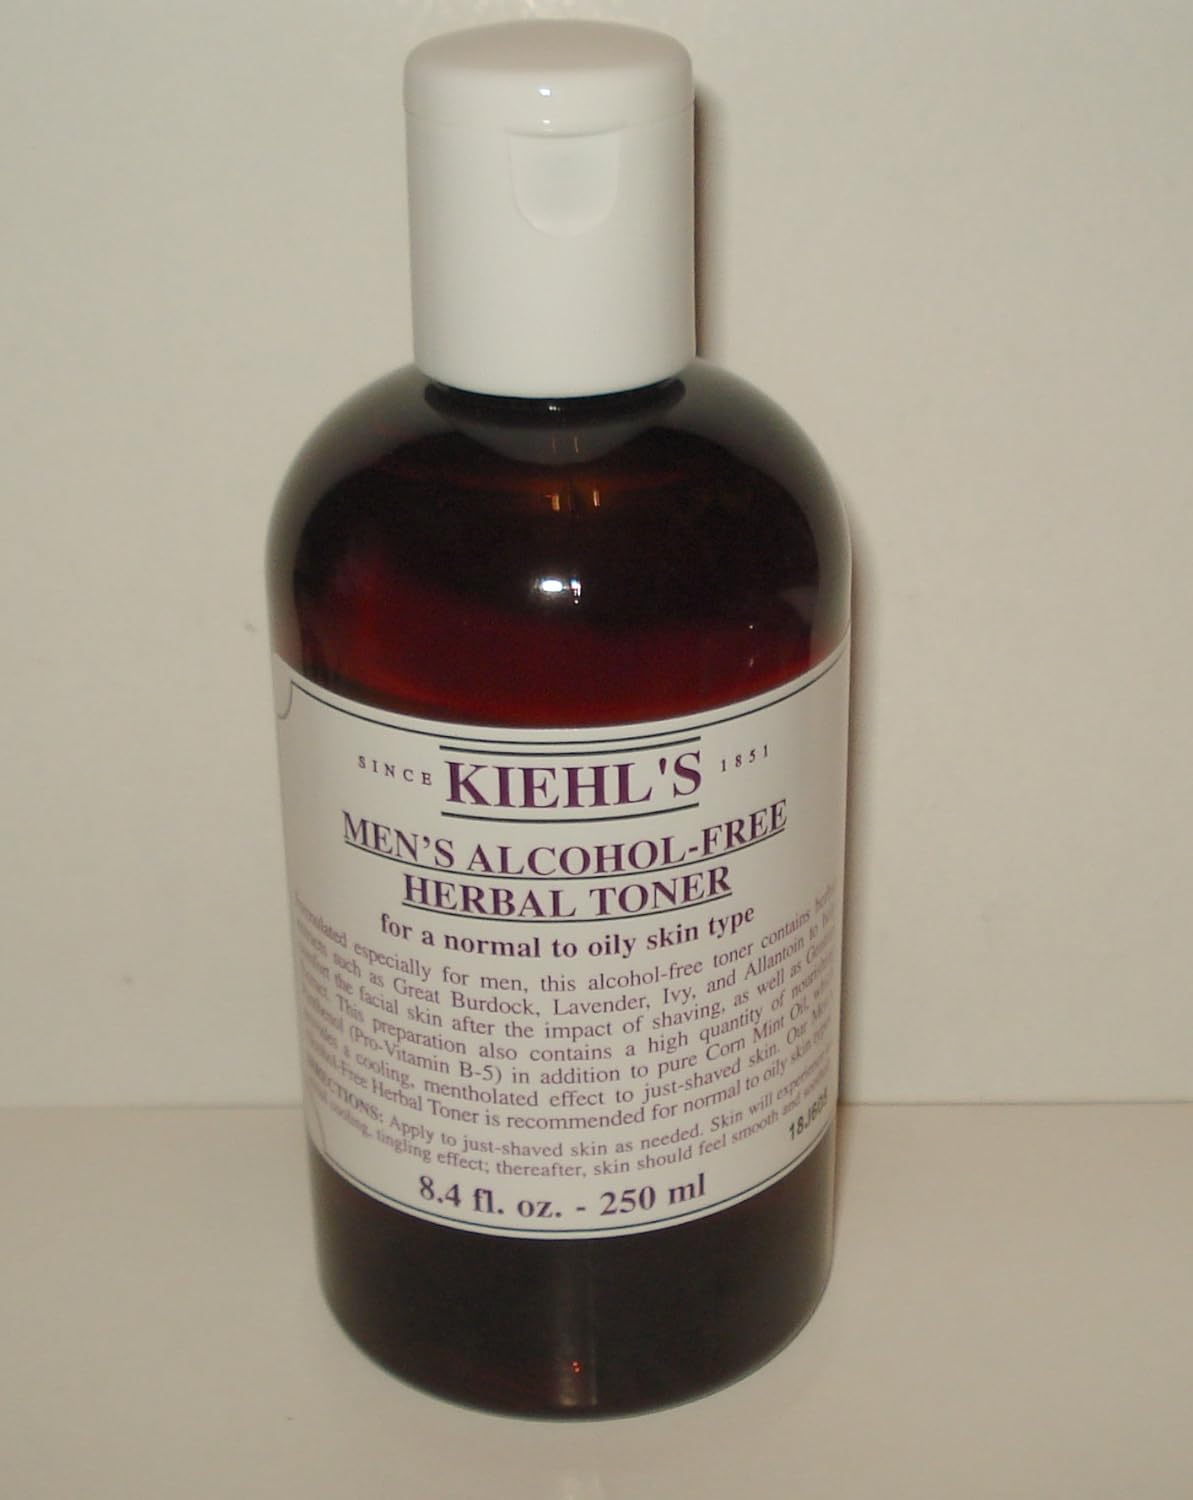 SINCE KIEHL'S 1851
MEN'S ALCOHOL-FREE
HERBAL TONER
for a normal to oily skin type
especially for men, this alcohol-free toner contains
such as Great Burdock, Lavender, Ivy, and Allantoin to
the facial skin after the impact of shaving, as well as
This preparation also contains a high quantity of
(Pro-Vitamin B-5) in addition to pure Corn Mint Oil,
a cooling, mentholated effect to just-shaved skin. Our
Free Herbal Toner is recommended for normal to oily skin
Apply to just-shaved skin as needed. Skin will
cooling, tingling effect; thereafter, skin should feel smooth and
18J604
8.4 fl. oz. - 250 ml